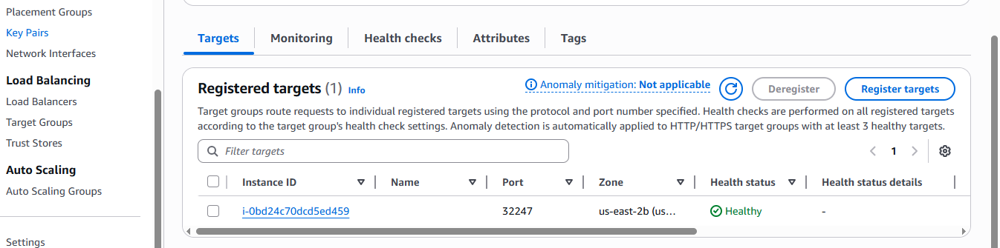 Placement Groups
Key Pairs
Network Interfaces
Load Balancing
Load Balancers
Target Groups
Trust Stores
Auto Scaling
Auto Scaling Groups
Settings
Targets Monitoring Health checks Attributes Tags
Registered targets (1) Info
Anomaly mitigation: Not applicable
Deregister
Register targets
Target groups route requests to individual registered targets using the protocol and port number specified. Health checks are performed on all registered targets
according to the target group's health check settings. Anomaly detection is automatically applied to HTTP/HTTPS target groups with at least 3 healthy targets.
Filter targets
1
Instance ID Name Port Zone Health status Health status details
i-0bd24c70dcd5ed459 32247 us-east-2b (us... Healthy -